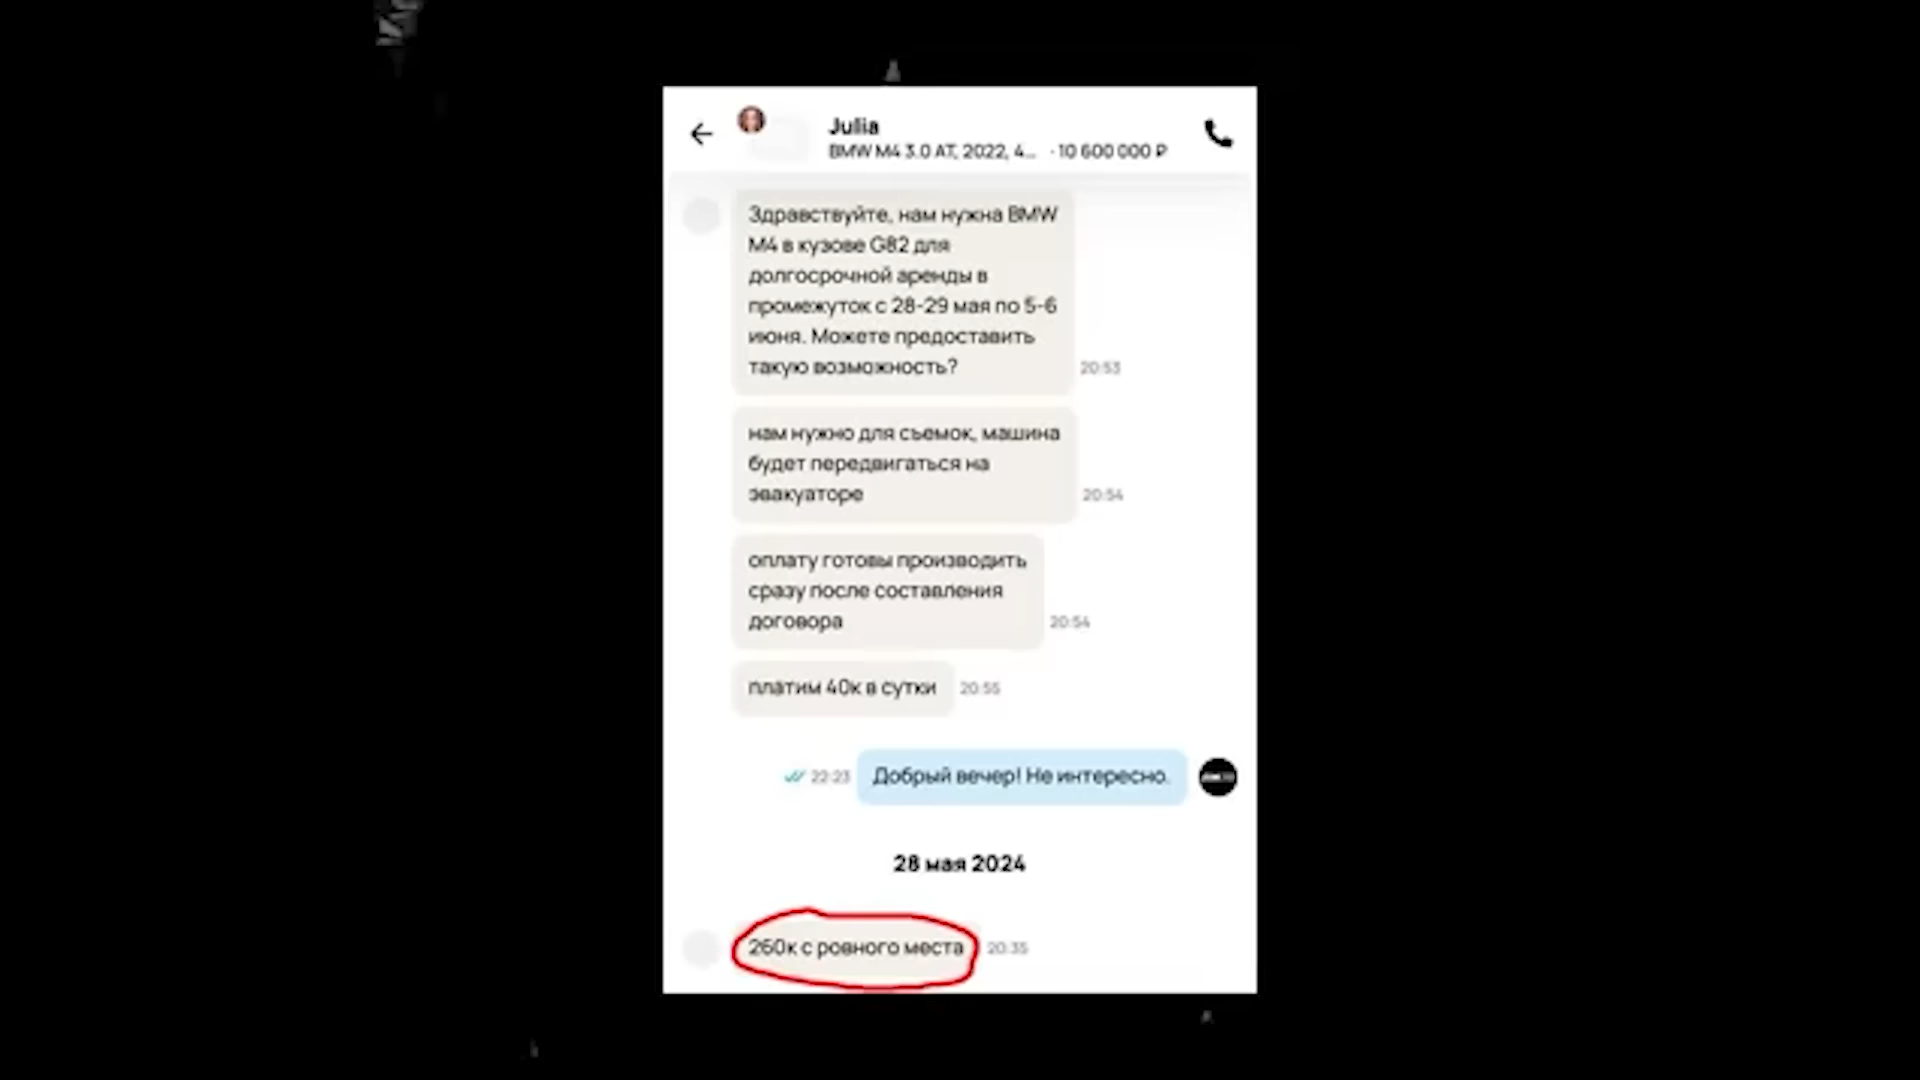 Julia
BMW M4 3.0 AT, 2022, 4... · 10 600 000 ₽
Здравствуйте, нам нужна BMW
М4 в кузове G82 для
долгосрочной аренды в
промежуток с 28-29 мая по 5-6
июня. Можете предоставить
такую возможность?
20:53
нам нужно для съемок, машина
будет передвигаться на
эвакуаторе
20:54
оплату готовы производить
сразу после составления
договора
20:54
платим 40к в сутки
20:55
22:23
Добрый вечер! Не интересно.
28 мая 2024
260к с ровного места
20:35